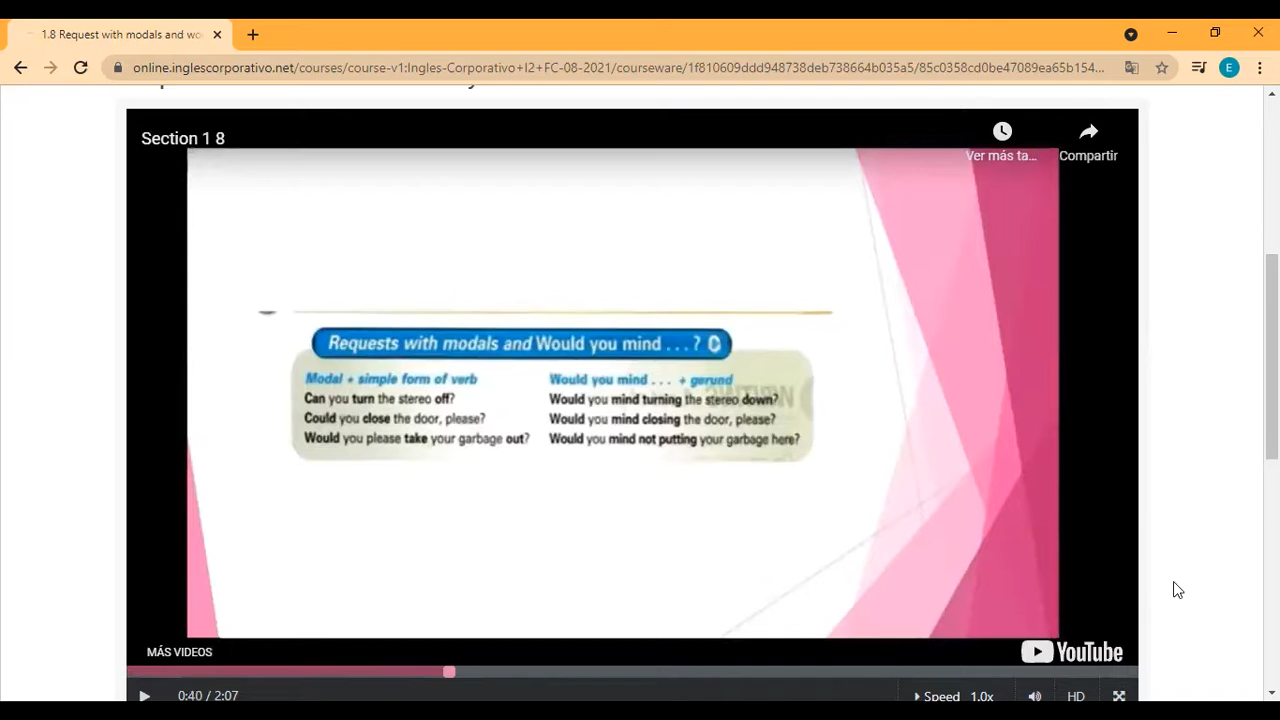 1.8 Request with modals and wo
online.inglescorporativo.net/courses/course-v1:Ingles-Corporativo+I2+FC-08-2021/courseware/1f810609ddd948738deb738664b035a5/85c0358cd0be47089ea65b154...
E
Section 1 8
Ver más ta...
Compartir
Requests with modals and Would you mind . . . ?
Modal + simple form of verb
Can you turn the stereo off?
Could you close the door, please?
Would you please take your garbage out?
Would you mind . . . + gerund
Would you mind turning the stereo down?
Would you mind closing the door, please?
Would you mind not putting your garbage here?
MÁS VIDEOS
YouTube
0:40 / 2:07
Speed 1.0x
HD